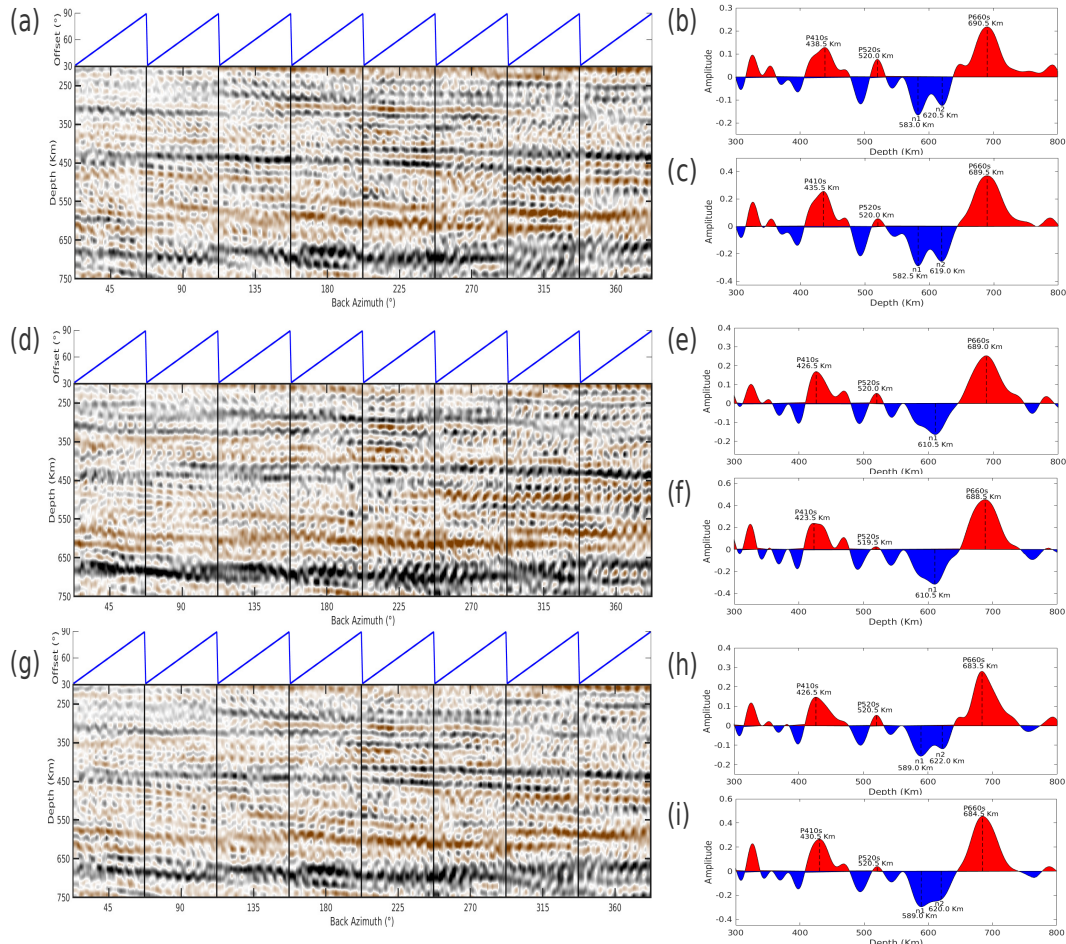 (a)
Offset (°)
90
60
30
Depth (Km)
250
350
450
550
650
750
45 90 135 180 225 270 315 360
Back Azimuth (°)
(b)
Amplitude
0.3
0.2
0.1
0
-0.1
-0.2
P410s
438.5 Km
P520s
520.0 Km
P660s
690.5 Km
n1
583.0 Km
n2
620.5 Km
Depth (Km)
(c)
Amplitude
0.4
0.2
0
-0.2
-0.4
P410s
435.5 Km
P520s
520.0 Km
P660s
689.5 Km
n1
582.5 Km
n2
619.0 Km
300 400 500 600 700 800
Depth (Km)
(d)
Offset (°)
90
60
30
Depth (Km)
250
350
450
550
650
750
45 90 135 180 225 270 315 360
Back Azimuth (°)
(e)
Amplitude
0.4
0.2
0.1
0
-0.1
-0.2
-0.4
P410s
426.5 Km
P520s
520.0 Km
P660s
689.0 Km
n1
610.5 Km
300 400 500 600 700 800
Depth (Km)
(f)
Amplitude
0.6
0.4
0.2
0
-0.2
-0.4
P410s
423.5 Km
P520s
519.5 Km
P660s
688.5 Km
n1
610.5 Km
300 400 500 600 700 800
Depth (Km)
(g)
Offset (°)
90
60
30
Depth (Km)
250
350
450
550
650
750
45 90 135 180 225 270 315 360
Back Azimuth (°)
(h)
Amplitude
0.4
0.2
0.1
0
-0.1
-0.2
0.4
P410s
426.5 Km
P520s
520.5 Km
P660s
683.5 Km
n1
589.0 Km
n2
622.0 Km
Depth (Km)
(i)
Amplitude
0.6
0.4
0.2
0
-0.2
-0.4
P410s
430.5 Km
P520s
520.5 Km
P660s
684.5 Km
n1
589.0 Km
n2
620.0 Km
300 400 500 600 700 800
Depth (Km)